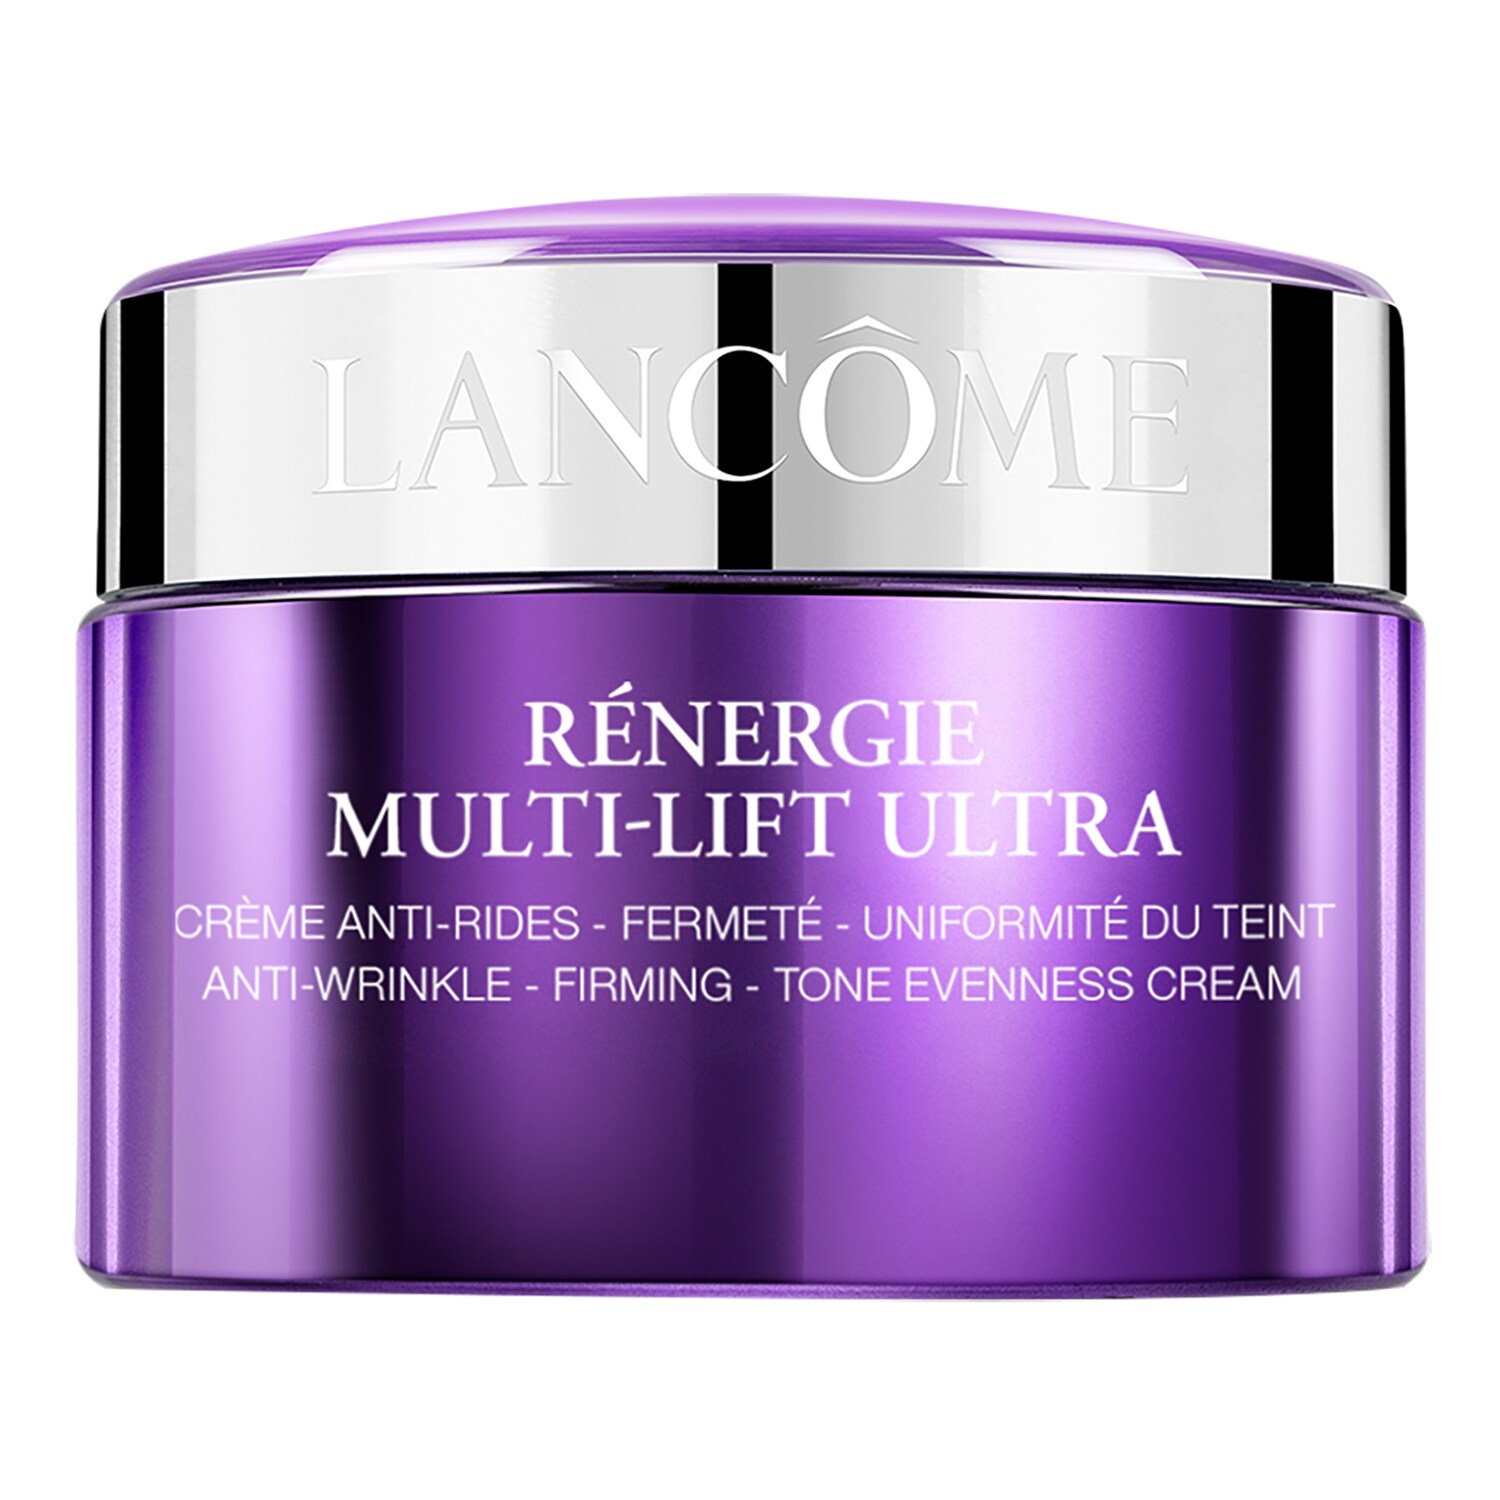 LANCÔME
RÉNERGIE
MULTI-LIFT ULTRA
CRÈME ANTI-RIDES - FERMETÉ - UNIFORMITÉ DU TEINT
ANTI-WRINKLE - FIRMING - TONE EVENNESS CREAM